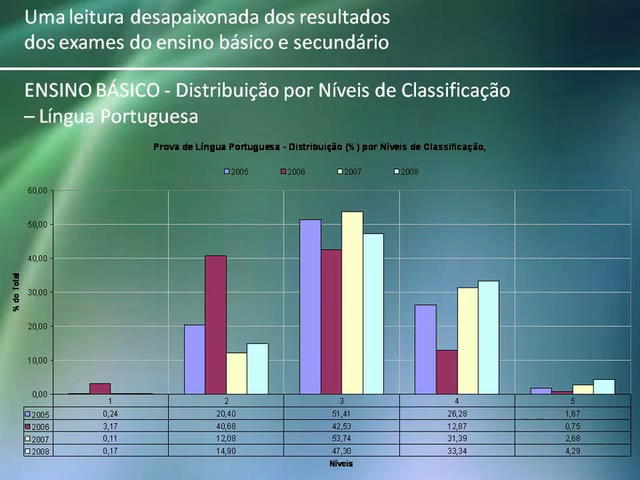 Uma leitura desapaixonada dos resultados
dos exames do ensino básico e secundário
ENSINO BÁSICO - Distribuição por Níveis de Classificação
– Língua Portuguesa
Prova de Língua Portuguesa - Distribuição (%) por Níveis de Classificação,
2005 2006 2007 2008
60,00
50,00
40,00
30,00
20,00
10,00
0,00
% do Total
1 2 3 4 5
2005 0,24 20,40 51,41 26,28 1,67
2006 3,17 40,68 42,53 12,87 0,75
2007 0,11 12,08 53,74 31,39 2,68
2008 0,17 14,90 47,30 33,34 4,29
Níveis